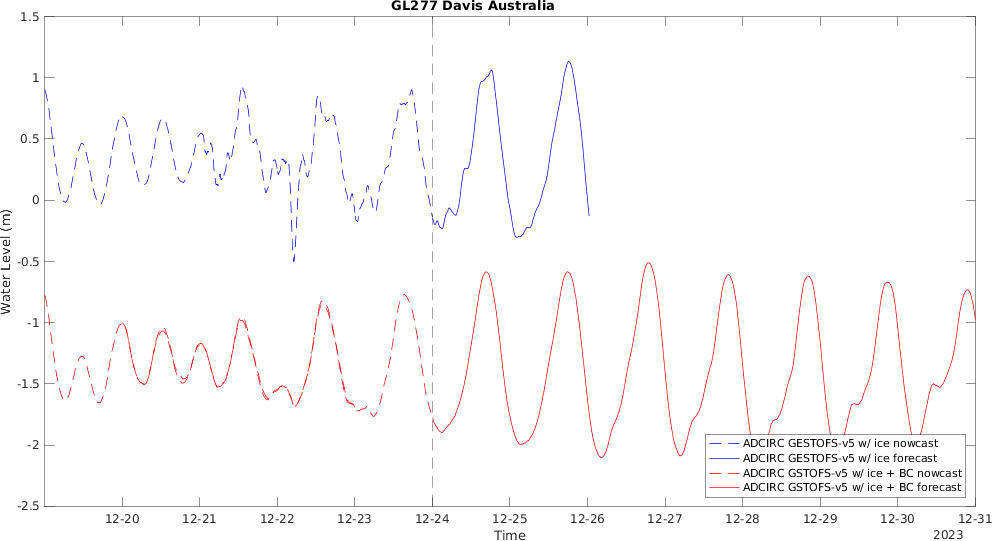 GL277 Davis Australia
1.5
1
0.5
0
-0.5
-1
-1.5
-2
-2.5
Water Level (m)
ADCIRC GESTOFS-v5 w/ ice nowcast
ADCIRC GESTOFS-v5 w/ ice forecast
ADCIRC GSTOFS-v5 w/ ice + BC nowcast
ADCIRC GSTOFS-v5 w/ ice + BC forecast
12-20 12-21 12-22 12-23 12-24 12-25 12-26 12-27 12-28 12-29 12-30 12-31
Time
2023